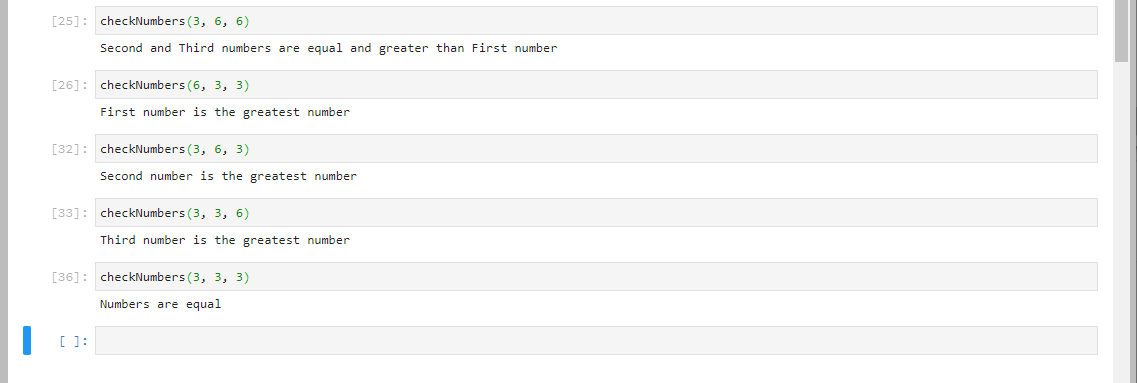 [25]: checkNumbers(3, 6, 6)
Second and Third numbers are equal and greater than First number
[26]: checkNumbers(6, 3, 3)
First number is the greatest number
[32]: checkNumbers(3, 6, 3)
Second number is the greatest number
[33]: checkNumbers(3, 3, 6)
Third number is the greatest number
[36]: checkNumbers(3, 3, 3)
Numbers are equal
[ ]: